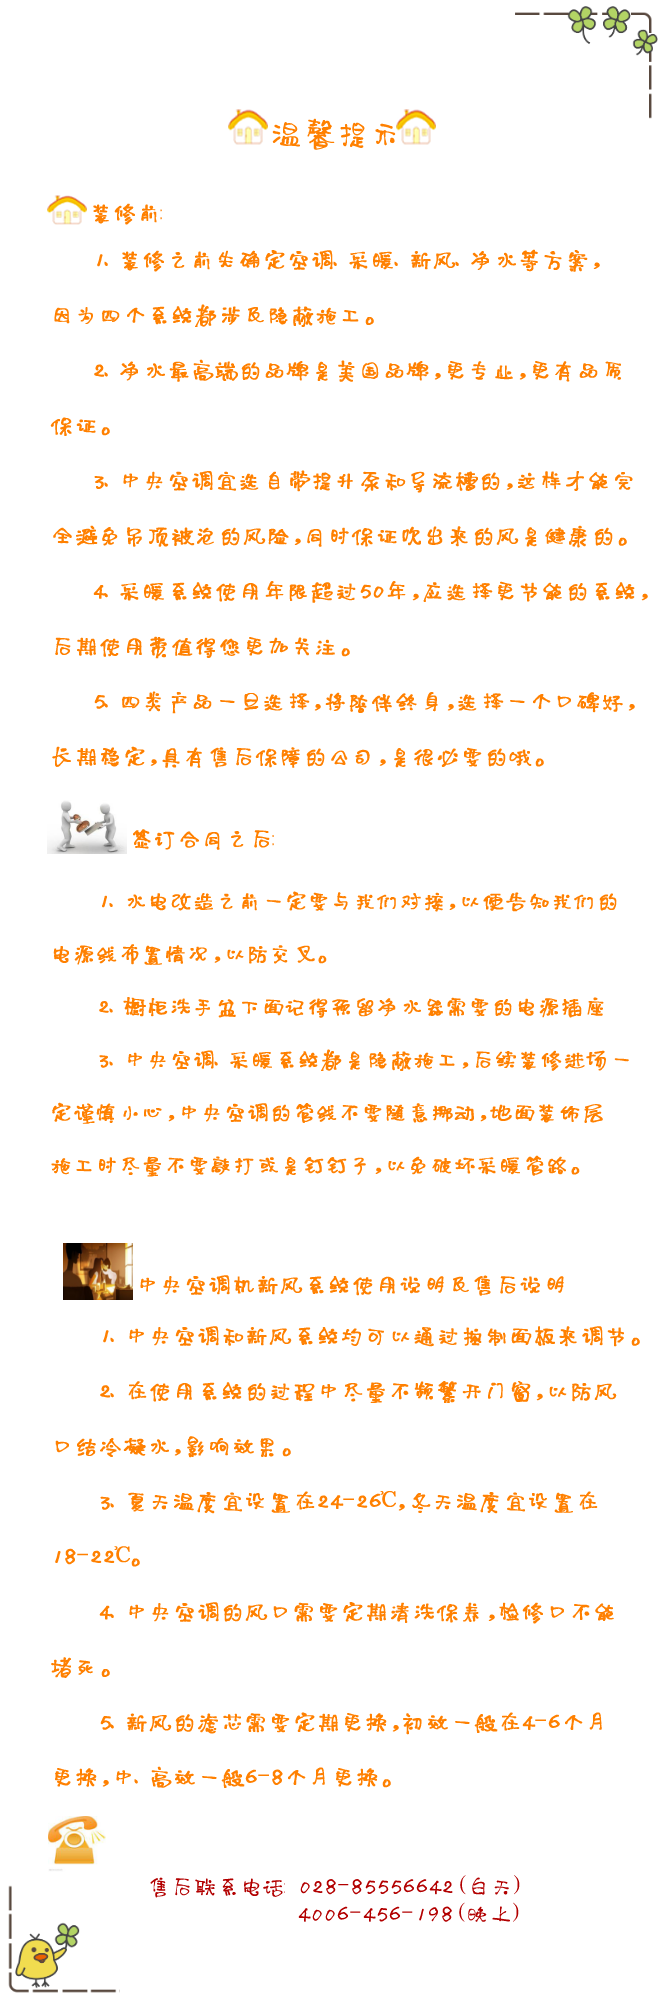 温馨提示
装修前:
1、装修之前先确定空调、采暖、新风、净水等方案,
因为四个系统都涉及隐蔽施工。
2、净水最高端的品牌是美国品牌,更专业,更有品质
保证。
3、中央空调宜选自带提升泵和导流槽的,这样才能完
全避免吊顶被泡的风险,同时保证吹出来的风是健康的。
4、采暖系统使用年限超过50年,应选择更节能的系统,
后期使用费值得您更加关注。
5、四类产品一旦选择,将陪伴终身,选择一个口碑好,
长期稳定,具有售后保障的公司,是很必要的哦。
签订合同之后:
1、水电改造之前一定要与我们对接,以便告知我们的
电源线布置情况,以防交叉。
2、橱柜洗手盆下面记得预留净水器需要的电源插座
3、中央空调、采暖系统都是隐蔽施工,后续装修进场一
定谨慎小心,中央空调的管线不要随意挪动,地面装饰层
施工时尽量不要敲打或是钉钉子,以免破坏采暖管路。
中央空调机新风系统使用说明及售后说明
1、中央空调和新风系统均可以通过控制面板来调节。
2、在使用系统的过程中尽量不频繁开门窗,以防风
口结冷凝水,影响效果。
3、夏天温度宜设置在24-26℃,冬天温度宜设置在
18-22℃。
4、中央空调的风口需要定期清洗保养,检修口不能
堵死。
5、新风的滤芯需要定期更换,初效一般在4-6个月
更换,中、高效一般6-8个月更换。
售后联系电话: 028-85556642(白天)
4006-456-198(晚上)